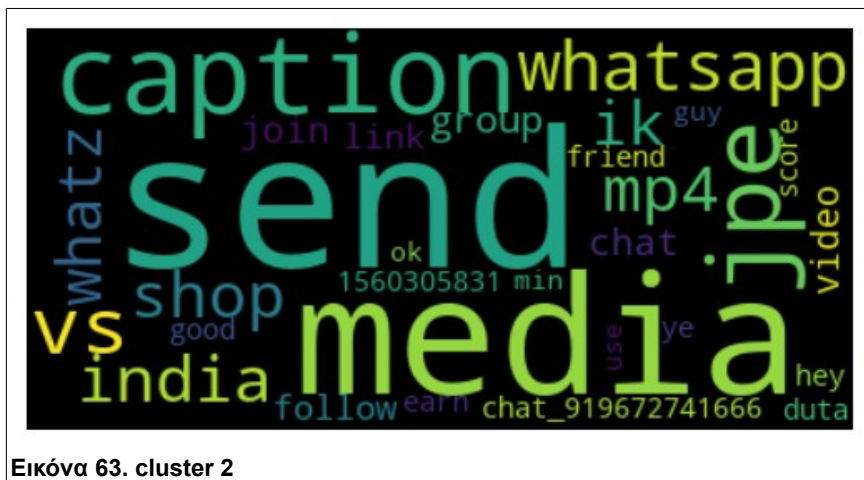 caption
whatsapp
whatz
join link
group
ik
guy
send
friend
mp4
jpe
score
video
ok
chat
1560305831 min
shop
vs
good
media
use
ye
india
hey
follow earn
chat_919672741666
duta
Εικόνα 63. cluster 2